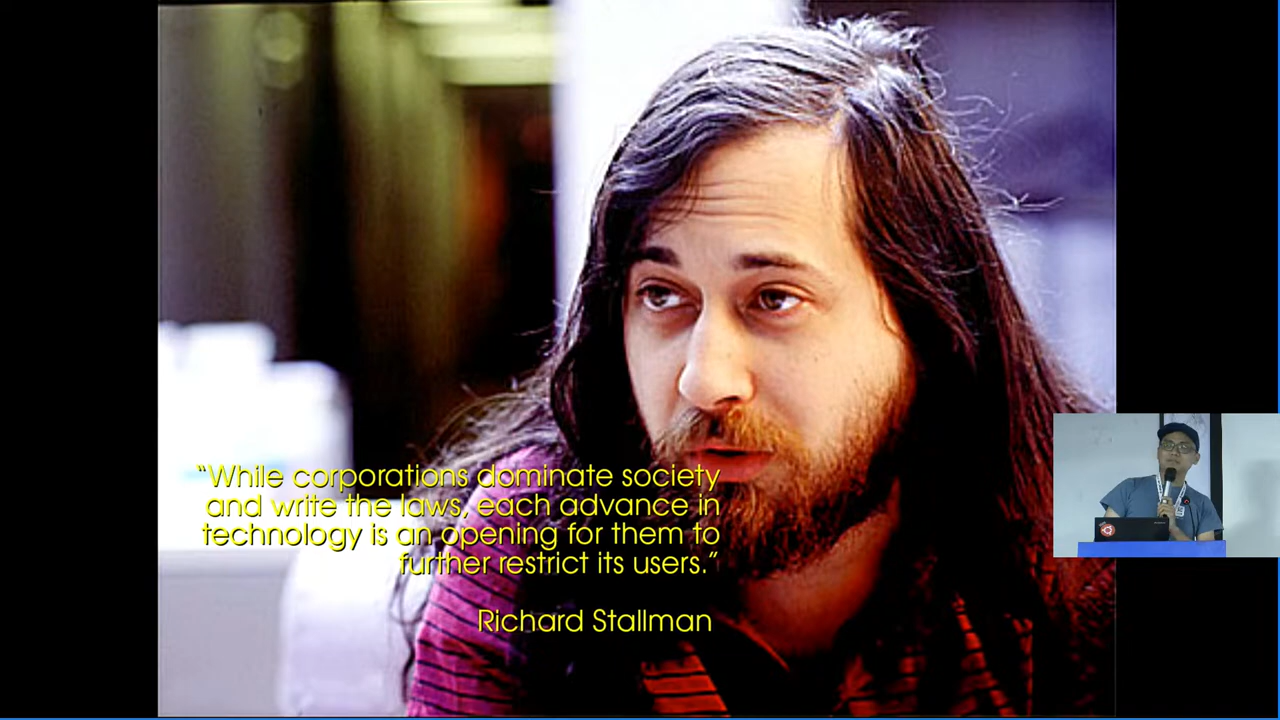 “While corporations dominate society
and write the laws, each advance in
technology is an opening for them to
further restrict its users.”
Richard Stallman